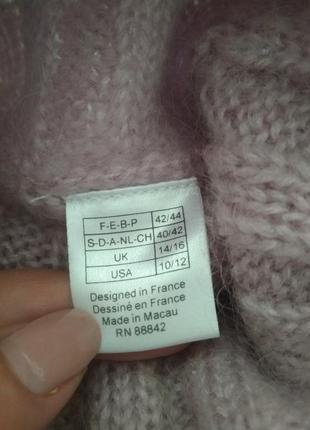 F-E-B-P 42/44
S-D-A-NL-CH 40/42
UK 14/16
USA 10/12
Designed in France
Dessiné en France
Made in Macau
RN 88842